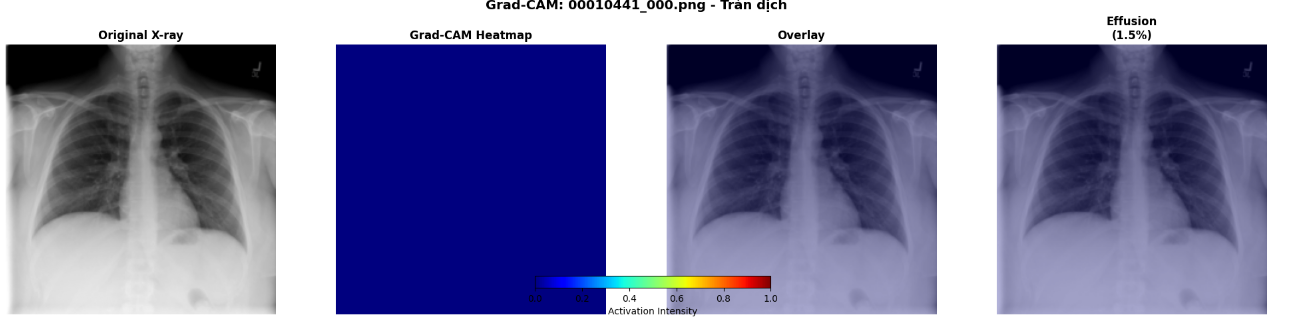 Grad-CAM: 00010441_000.png - Tràn dịch
Original X-ray
Grad-CAM Heatmap
Overlay
Effusion
(1.5%)
L
L
L
0.4 0.6 0.8 1.0
Activation Intensity